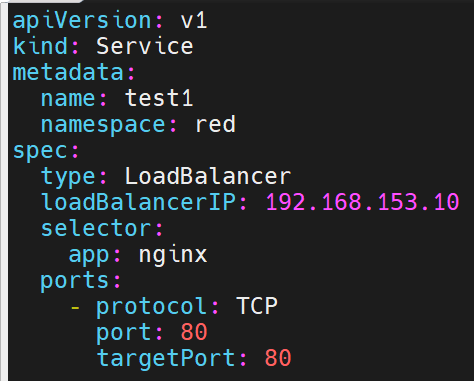 apiVersion: v1
kind: Service
metadata:
  name: test1
  namespace: red
spec:
  type: LoadBalancer
  loadBalancerIP: 192.168.153.10
  selector:
    app: nginx
  ports:
    - protocol: TCP
      port: 80
      targetPort: 80